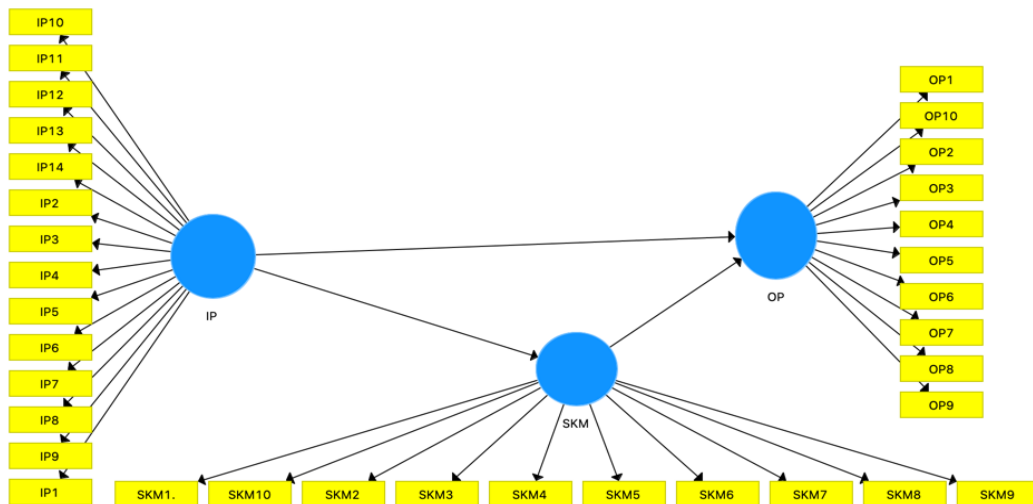 IP10
IP11
IP12
IP13
IP14
IP2
IP3
IP4
IP5
IP6
IP7
IP8
IP9
IP1
IP
OP1
OP10
OP2
OP3
OP4
OP5
OP6
OP7
OP8
OP9
OP
SKM
SKM1.
SKM10
SKM2
SKM3
SKM4
SKM5
SKM6
SKM7
SKM8
SKM9